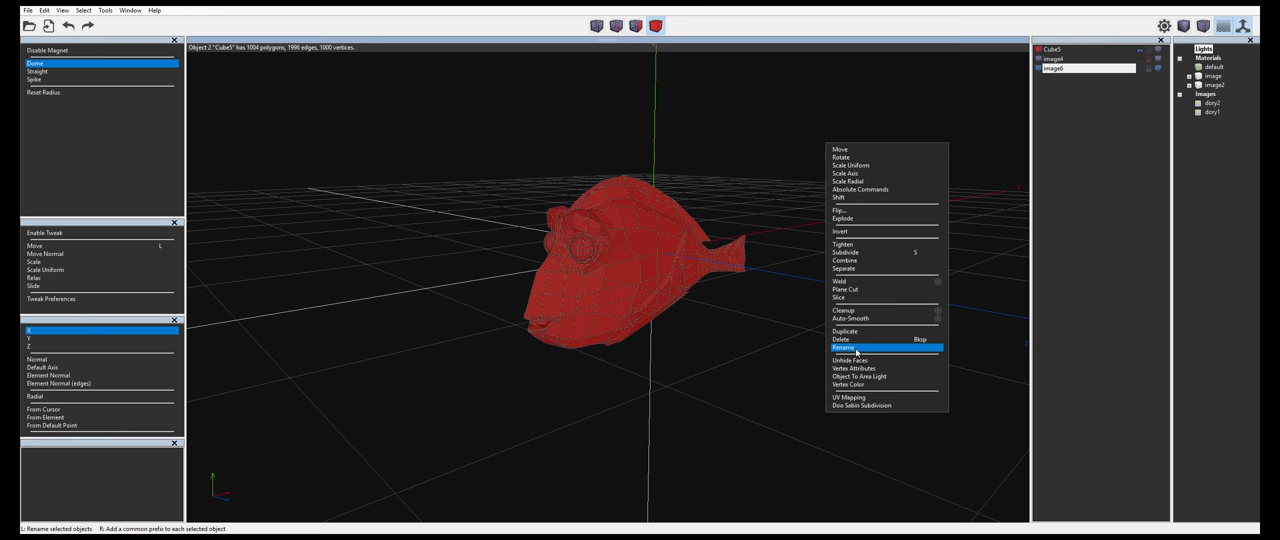 File Edit View Select Tools Window Help
Disable Magnet
Dome
Straight
Spike
Reset Radius
Enable Tweak
Move L
Move Normal
Scale
Scale Uniform
Relax
Slide
Tweak Preferences
X
Y
Z
Normal
Default Axis
Element Normal
Element Normal (edges)
Radial
From Cursor
From Element
From Default Point
Object 2 "Cube5" has 1004 polygons, 1996 edges, 1000 vertices.
Move
Rotate
Scale Uniform
Scale Axis
Scale Radial
Absolute Commands
Shift
Flip...
Explode
Invert
Tighten
Subdivide S
Combine
Separate
Weld
Plane Cut
Slice
Cleanup
Auto-Smooth
Duplicate
Delete Bksp
Rename
Unhide Faces
Vertex Attributes
Object To Area Light
Vertex Color
UV Mapping
Doo Sabin Subdivision
Cube5
image4
image6
Lights
Materials
default
image
image2
Images
dory2
dory1
L: Rename selected objects R: Add a common prefix to each selected object